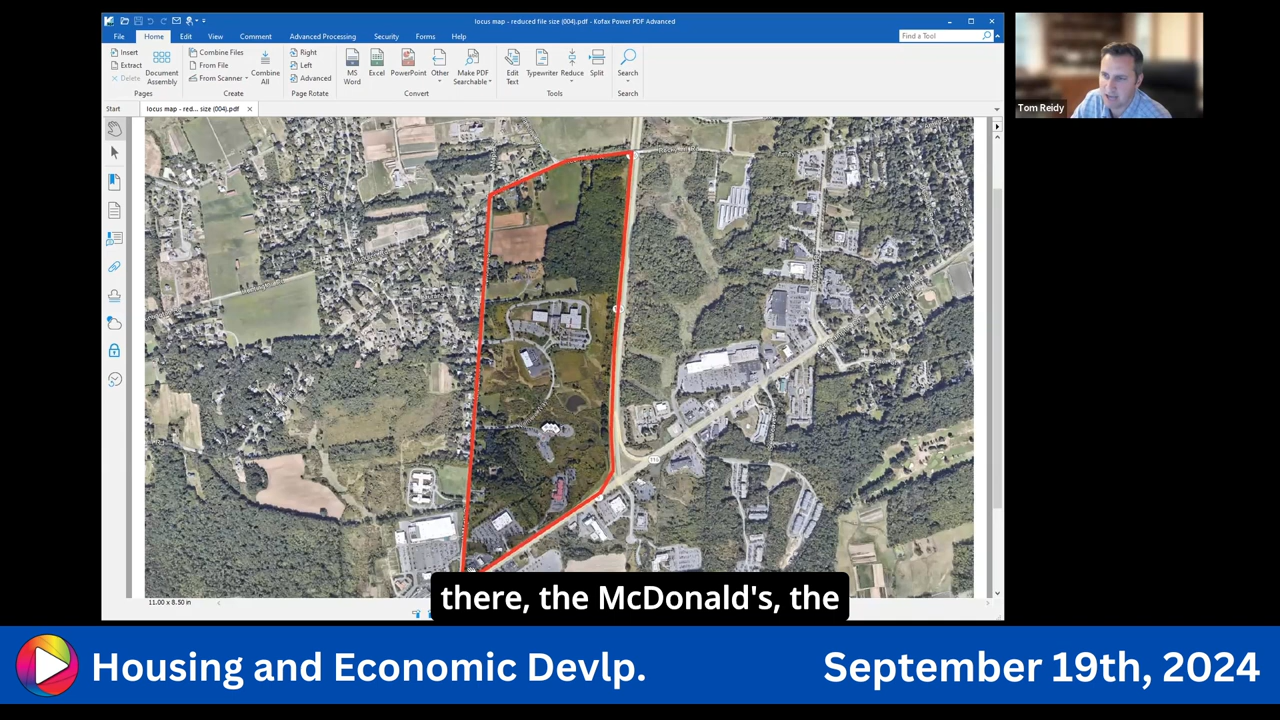 locus map - reduced file size (004).pdf - Kofax Power PDF Advanced
File Home Edit View Comment Advanced Processing Security Forms Help
Find a Tool
Insert
Extract
Delete
Pages
Document Assembly
Combine Files
From File
From Scanner
Create
Combine All
Right
Left
Advanced
Page Rotate
MS Word
Excel
PowerPoint
Other
Make PDF Searchable
Convert
Edit Text
Typewriter
Reduce
Split
Tools
Search
Search
Start
locus map - red... size (004).pdf
Tom Reidy
116
11.00 x 8.50 in
there, the McDonald's, the
Housing and Economic Devlp.
September 19th, 2024